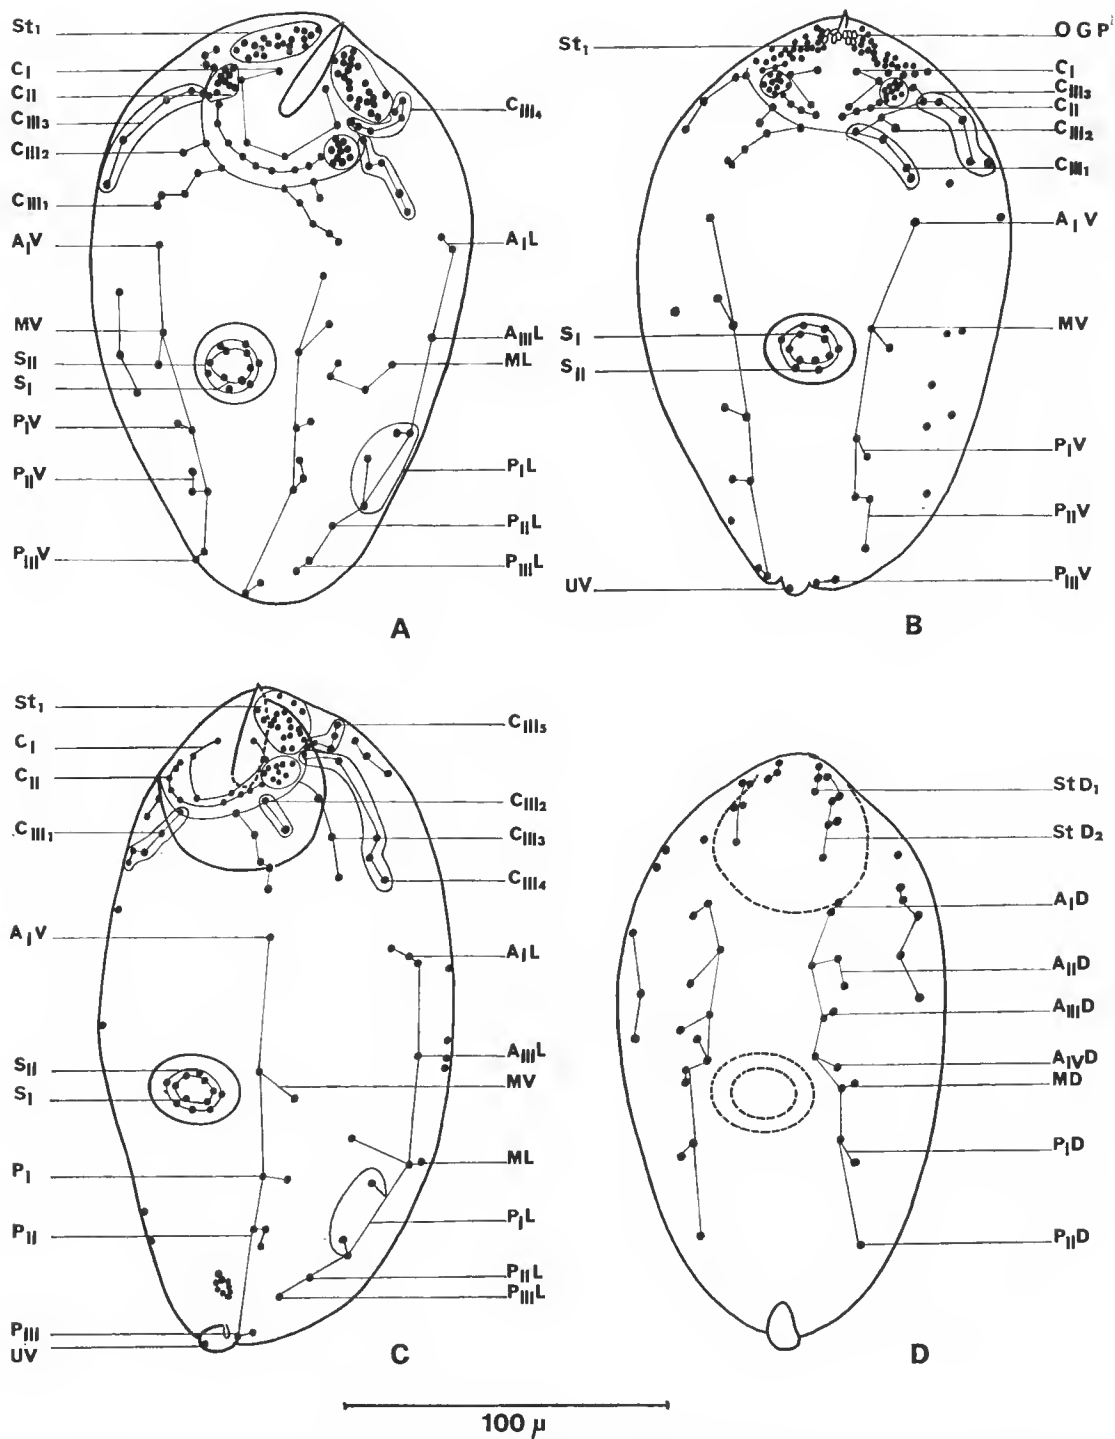 St1
CI
CII
CIII3
CIII2
CIII1
AIV
MV
SII
SI
PIV
PIIV
PIIIV
CIII4
AIL
AIIIL
ML
PIL
PIIL
PIIIL
A
St1
SI
SII
UV
OGP
CI
CIII3
CII
CIII2
CIII1
AIV
MV
PIV
PIIV
PIIIV
B
St1
CI
CII
CIII1
AIV
SII
SI
PI
PII
PIII
UV
CIII5
CIII2
CIII3
CIII4
AIL
AIIIL
MV
ML
PIL
PIIL
PIIIL
C
StD1
StD2
AID
AIID
AIIID
AIVD
MD
PID
PIID
D
100 μ